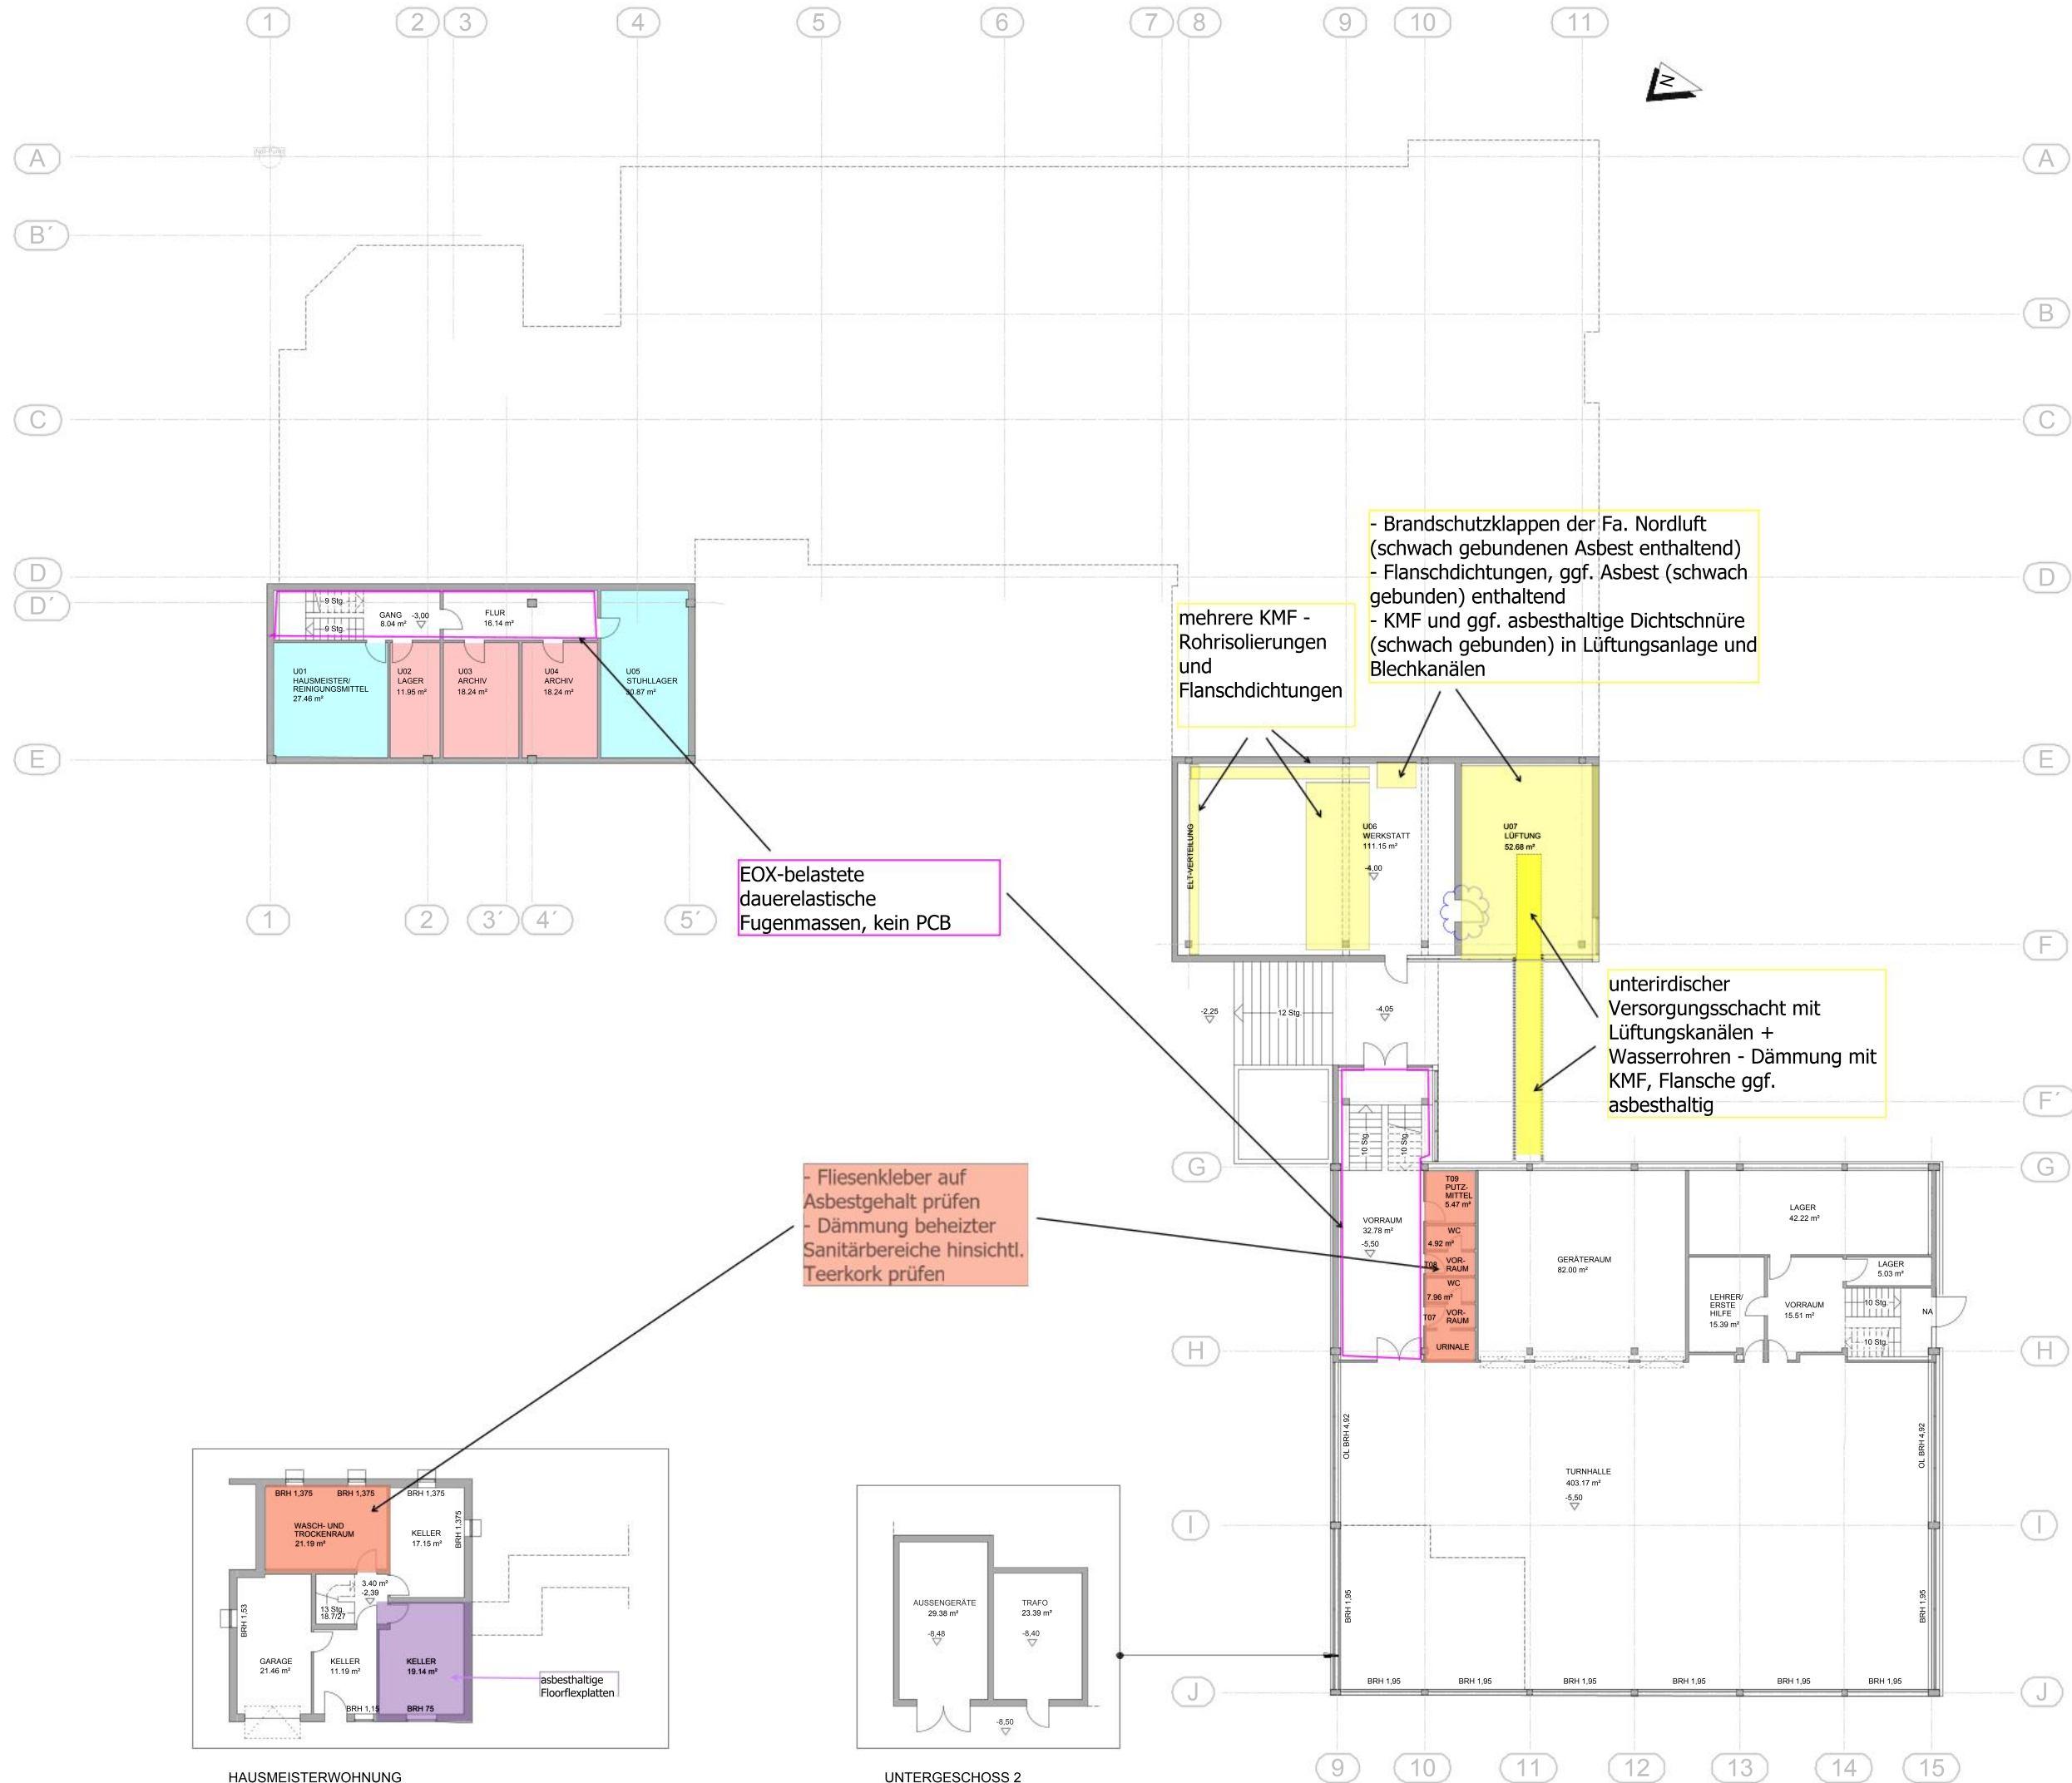 1 2 3 4 5 6 7 8 9 10 11
N
A A
B´
B
C C
D D
D´
E E
F
F´
G G
H H
I I
J J
- Brandschutzklappen der Fa. Nordluft
(schwach gebundenen Asbest enthaltend)
- Flanschdichtungen, ggf. Asbest (schwach
gebunden) enthaltend
- KMF und ggf. asbesthaltige Dichtschnüre
(schwach gebunden) in Lüftungsanlage und
Blechkanälen
mehrere KMF -
Rohrisolierungen
und
Flanschdichtungen
9 Stg.
9 Stg.
GANG
8.04 m²
-3,00
FLUR
16.14 m²
U01
HAUSMEISTER/
REINIGUNGSMITTEL
27.46 m²
U02
LAGER
11.95 m²
U03
ARCHIV
18.24 m²
U04
ARCHIV
18.24 m²
U05
STUHLLAGER
30.87 m²
1 2 3´ 4´ 5´
EOX-belastete
dauerelastische
Fugenmassen, kein PCB
ELT-VERTEILUNG
U06
WERKSTATT
111.15 m²
-4,00
U07
LÜFTUNG
52.68 m²
unterirdischer
Versorgungsschacht mit
Lüftungskanälen +
Wasserrohren - Dämmung mit
KMF, Flansche ggf.
asbesthaltig
-2,25
12 Stg.
-4,05
10 Stg.
10 Stg.
- Fliesenkleber auf
Asbestgehalt prüfen
- Dämmung beheizter
Sanitärbereiche hinsichtl.
Teerkork prüfen
VORRAUM
32.78 m²
-5,50
T09
PUTZ-
MITTEL
5.47 m²
WC
4.92 m²
T08
VOR-
RAUM
WC
7.96 m²
T07
VOR-
RAUM
URINALE
GERÄTERAUM
82.00 m²
LAGER
42.22 m²
LAGER
5.03 m²
LEHRER/
ERSTE
HILFE
15.39 m²
VORRAUM
15.51 m²
10 Stg.
10 Stg.
NA
OL BRH 4,92
OL BRH 4,92
TURNHALLE
403.17 m²
-5,50
BRH 1,95
BRH 1,95
BRH 1,95 BRH 1,95 BRH 1,95 BRH 1,95 BRH 1,95 BRH 1,95
9 10 11 12 13 14 15
BRH 1,375 BRH 1,375 BRH 1,375
BRH 1,375
WASCH- UND
TROCKENRAUM
21.19 m²
KELLER
17.15 m²
3.40 m²
-2,39
13 Stg.
18.7/27
BRH 1,53
GARAGE
21.46 m²
KELLER
11.19 m²
KELLER
19.14 m²
BRH 1,15
BRH 75
asbesthaltige
Floorflexplatten
HAUSMEISTERWOHNUNG
AUSSENGERÄTE
29.38 m²
-8,48
TRAFO
23.39 m²
-8,40
-8,50
UNTERGESCHOSS 2